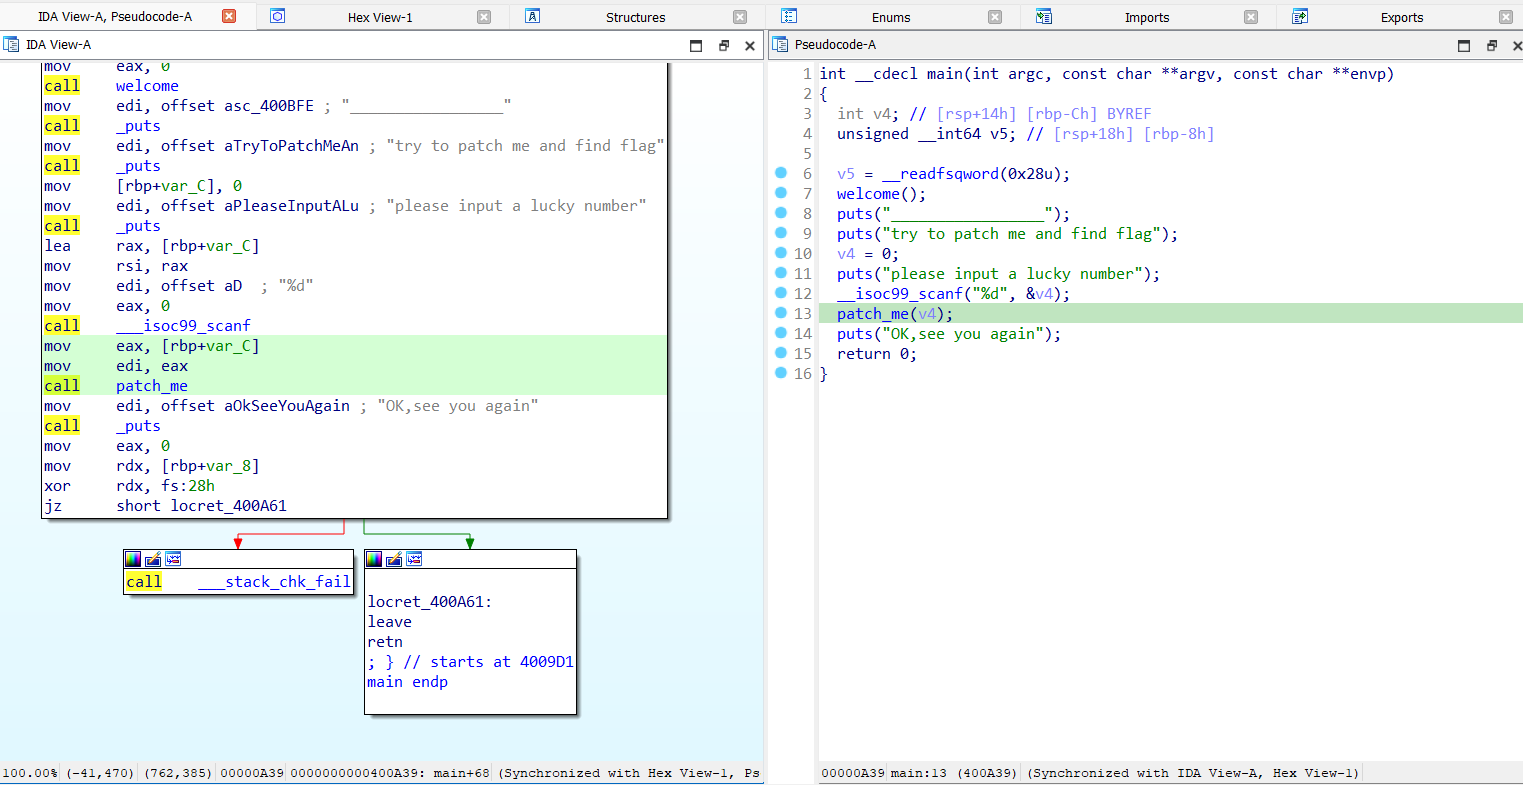 IDA View-A, Pseudocode-A Hex View-1 Structures Enums Imports Exports
IDA View-A
mov eax, 0
call welcome
mov edi, offset asc_400BFE ; "_________________"
call _puts
mov edi, offset aTryToPatchMeAn ; "try to patch me and find flag"
call _puts
mov [rbp+var_C], 0
mov edi, offset aPleaseInputALu ; "please input a lucky number"
call _puts
lea rax, [rbp+var_C]
mov rsi, rax
mov edi, offset aD ; "%d"
mov eax, 0
call ___isoc99_scanf
mov eax, [rbp+var_C]
mov edi, eax
call patch_me
mov edi, offset aOkSeeYouAgain ; "OK,see you again"
call _puts
mov eax, 0
mov rdx, [rbp+var_8]
xor rdx, fs:28h
jz short locret_400A61
call ___stack_chk_fail
locret_400A61:
leave
retn
; } // starts at 4009D1
main endp
100.00% (-41,470) (762,385) 00000A39 0000000000400A39: main+68 (Synchronized with Hex View-1, Ps
Pseudocode-A
1 int __cdecl main(int argc, const char **argv, const char **envp)
2 {
3 int v4; // [rsp+14h] [rbp-Ch] BYREF
4 unsigned __int64 v5; // [rsp+18h] [rbp-8h]
5
6 v5 = __readfsqword(0x28u);
7 welcome();
8 puts("_________________");
9 puts("try to patch me and find flag");
10 v4 = 0;
11 puts("please input a lucky number");
12 __isoc99_scanf("%d", &v4);
13 patch_me(v4);
14 puts("OK,see you again");
15 return 0;
16 }
00000A39 main:13 (400A39) (Synchronized with IDA View-A, Hex View-1)